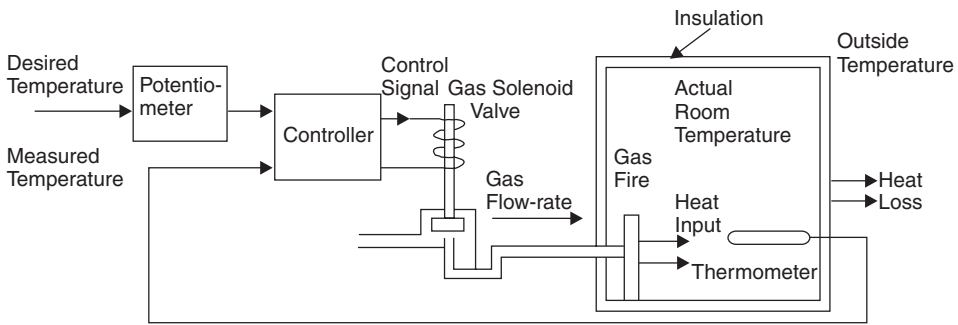 Insulation
Outside
Temperature
Desired
Temperature
Potentio-
meter
Control
Signal
Gas Solenoid
Valve
Controller
Actual
Room
Temperature
Measured
Temperature
Gas
Fire
Gas
Flow-rate
Heat
Input
Heat
Loss
Thermometer